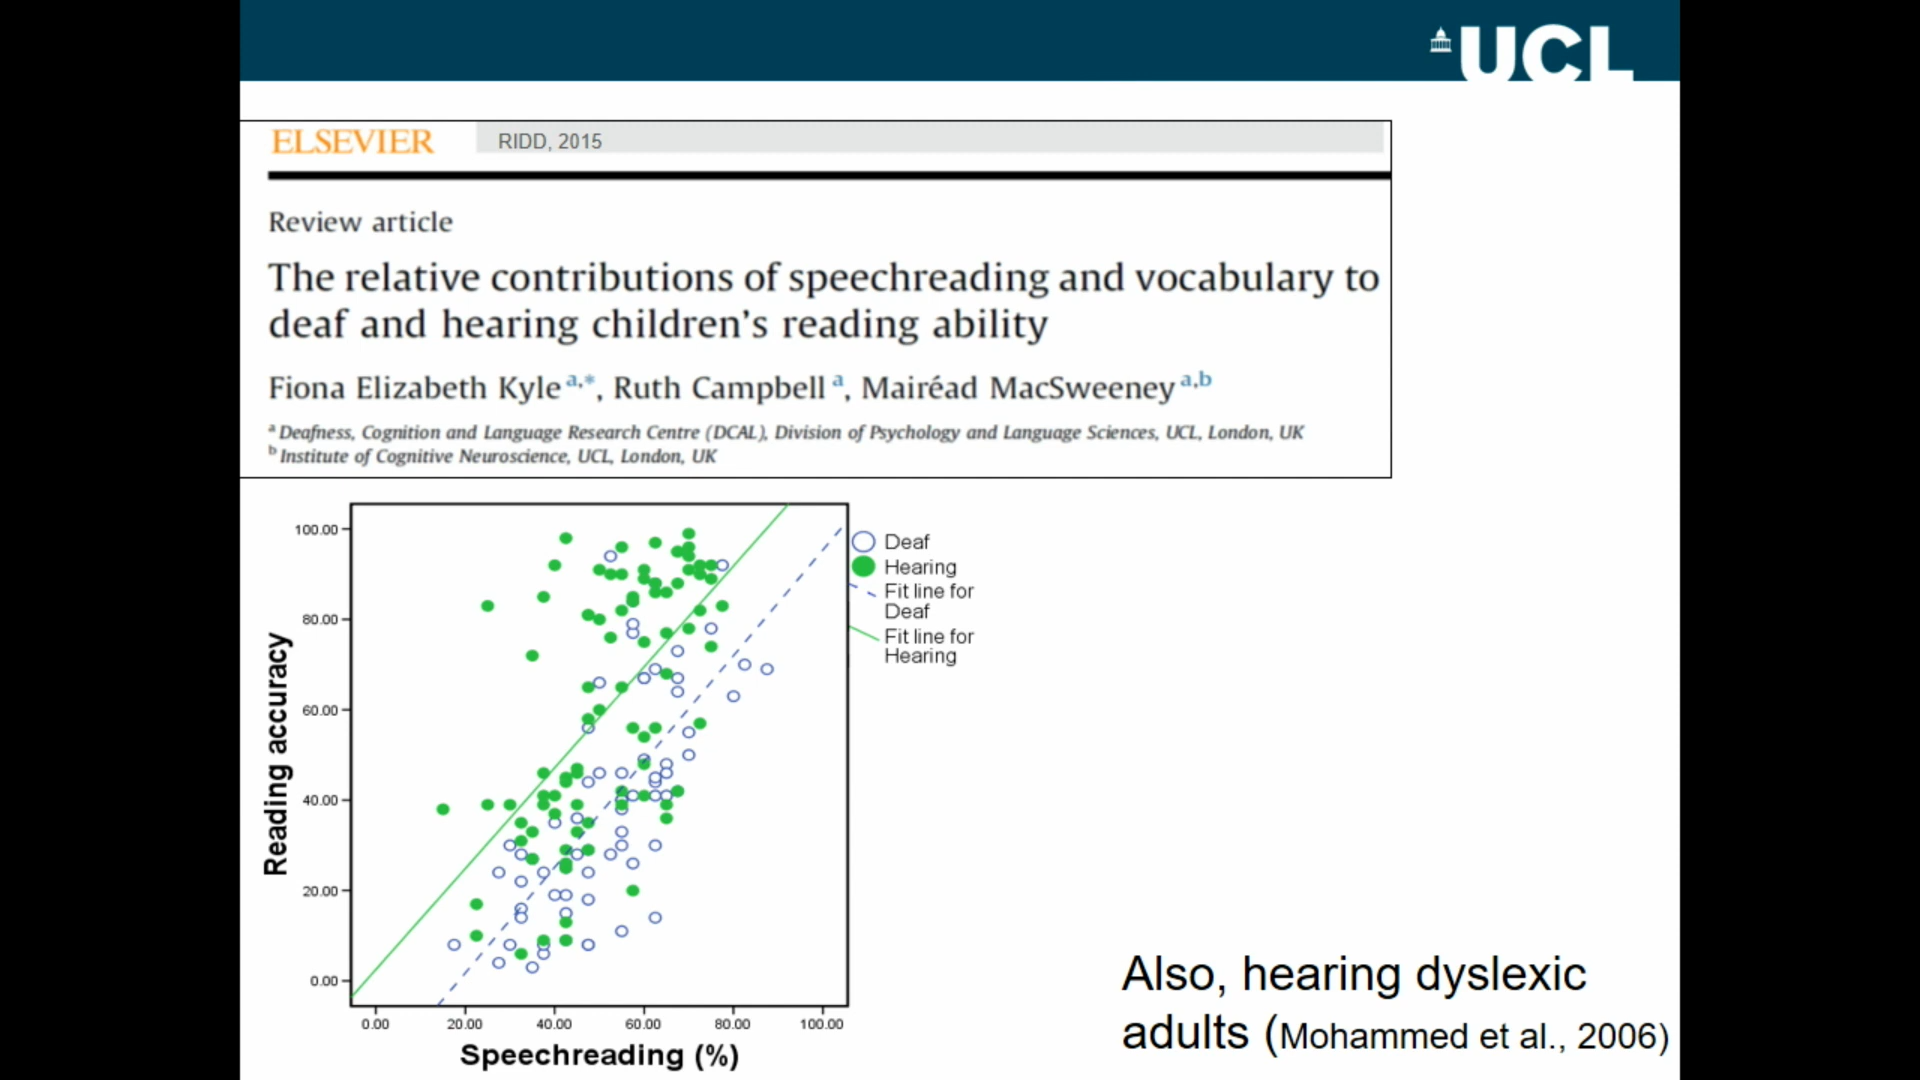 UCL
ELSEVIER
RIDD, 2015
Review article
The relative contributions of speechreading and vocabulary to
deaf and hearing children's reading ability
Fiona Elizabeth Kyle a,*, Ruth Campbell a, Mairéad MacSweeney a,b
a Deafness, Cognition and Language Research Centre (DCAL), Division of Psychology and Language Sciences, UCL, London, UK
b Institute of Cognitive Neuroscience, UCL, London, UK
100.00
80.00
60.00
40.00
20.00
0.00
Reading accuracy
0.00 20.00 40.00 60.00 80.00 100.00
Speechreading (%)
Deaf
Hearing
Fit line for
Deaf
Fit line for
Hearing
Also, hearing dyslexic
adults (Mohammed et al., 2006)